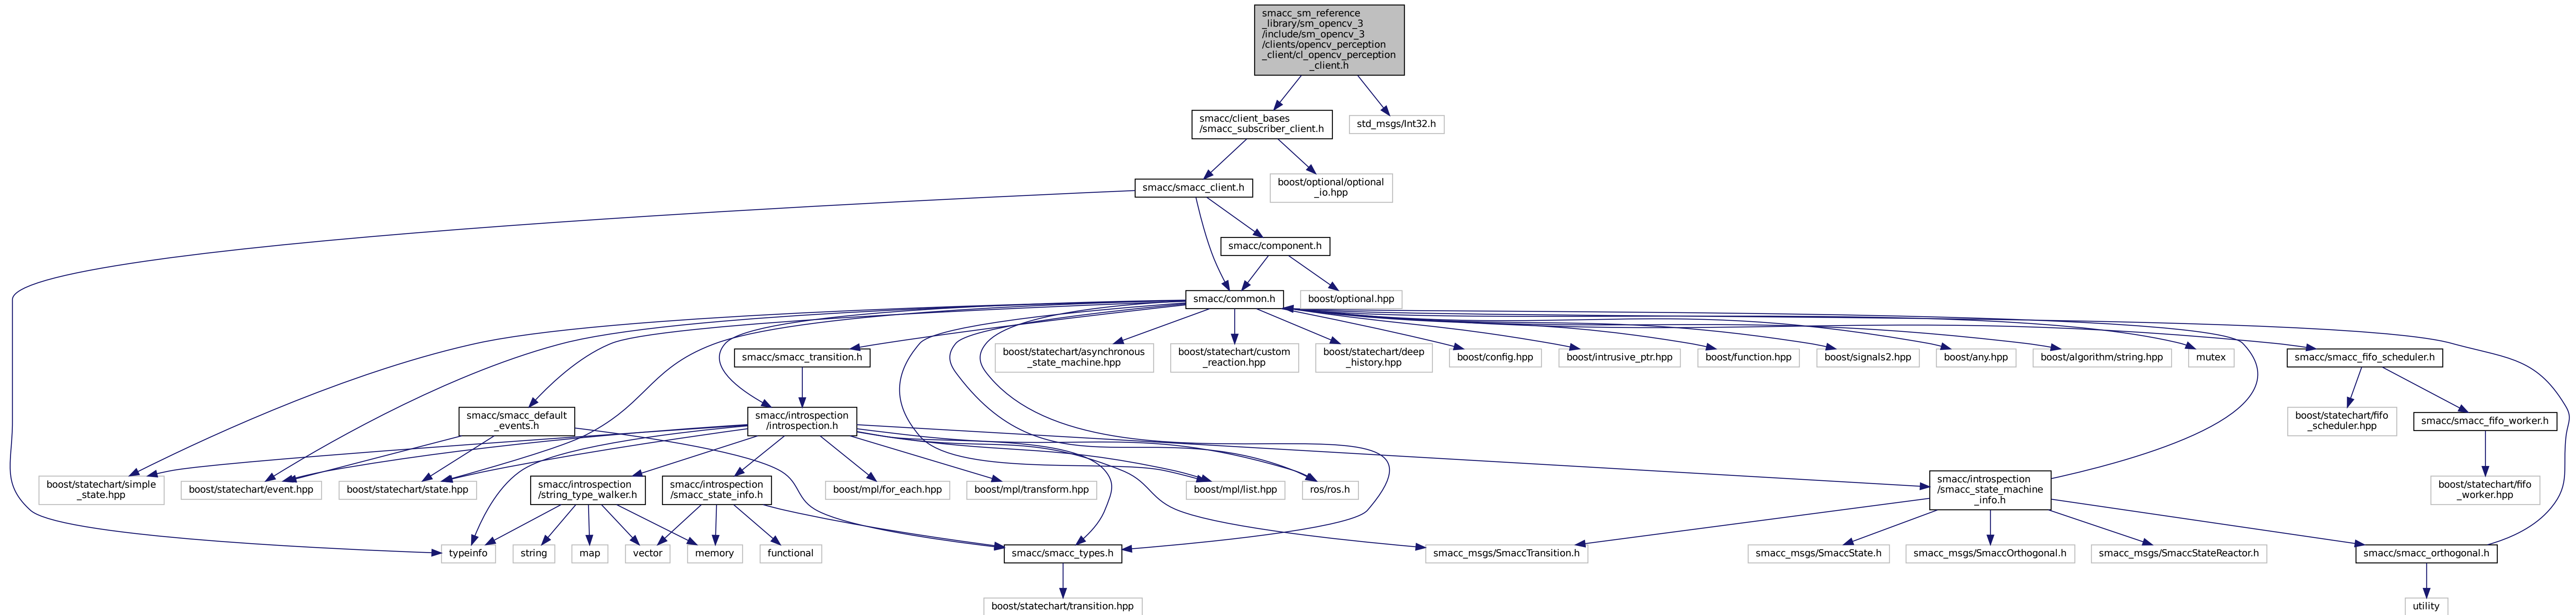 smacc_sm_reference
_library/sm_opencv_3
/include/sm_opencv_3
/clients/opencv_perception
_client/cl_opencv_perception
_client.h
smacc/client_bases
/smacc_subscriber_client.h
std_msgs/Int32.h
smacc/smacc_client.h
boost/optional/optional
_io.hpp
smacc/component.h
smacc/common.h
boost/optional.hpp
smacc/smacc_transition.h
boost/statechart/asynchronous
_state_machine.hpp
boost/statechart/custom
_reaction.hpp
boost/statechart/deep
_history.hpp
boost/config.hpp
boost/intrusive_ptr.hpp
boost/function.hpp
boost/signals2.hpp
boost/any.hpp
boost/algorithm/string.hpp
mutex
smacc/smacc_fifo_scheduler.h
smacc/smacc_default
_events.h
smacc/introspection
/introspection.h
boost/statechart/fifo
_scheduler.hpp
smacc/smacc_fifo_worker.h
boost/statechart/simple
_state.hpp
boost/statechart/event.hpp
boost/statechart/state.hpp
smacc/introspection
/string_type_walker.h
smacc/introspection
/smacc_state_info.h
boost/mpl/for_each.hpp
boost/mpl/transform.hpp
boost/mpl/list.hpp
ros/ros.h
smacc/introspection
/smacc_state_machine
_info.h
boost/statechart/fifo
_worker.hpp
typeinfo
string
map
vector
memory
functional
smacc/smacc_types.h
smacc_msgs/SmaccTransition.h
smacc_msgs/SmaccState.h
smacc_msgs/SmaccOrthogonal.h
smacc_msgs/SmaccStateReactor.h
smacc/smacc_orthogonal.h
boost/statechart/transition.hpp
utility